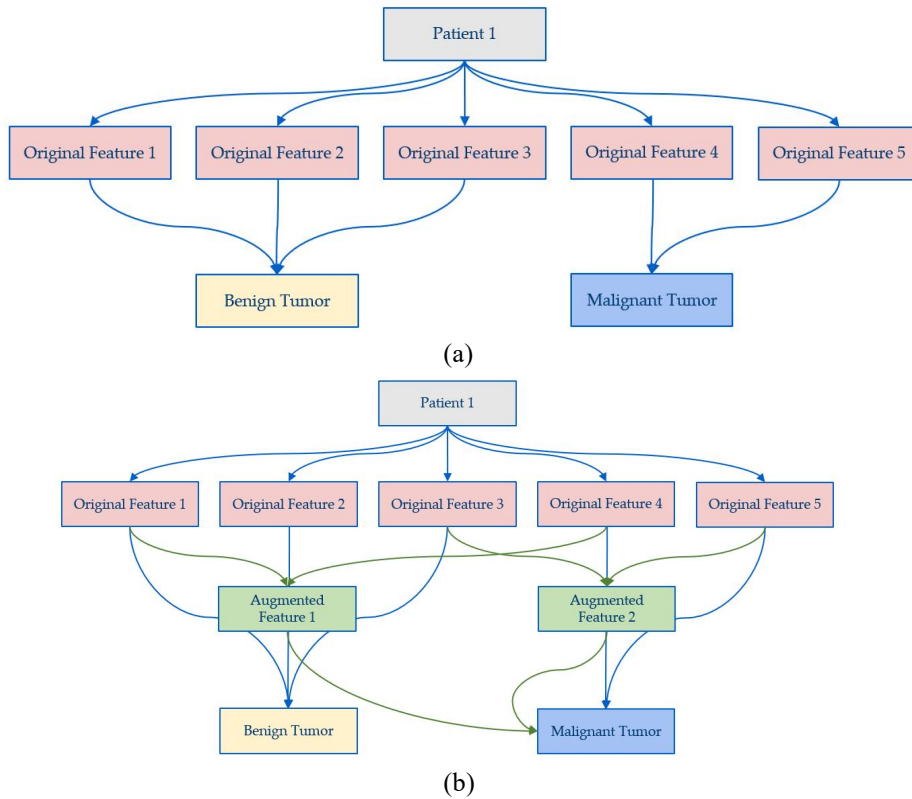 Patient 1
Original Feature 1
Original Feature 2
Original Feature 3
Original Feature 4
Original Feature 5
Benign Tumor
Malignant Tumor
(a)
Patient 1
Original Feature 1
Original Feature 2
Original Feature 3
Original Feature 4
Original Feature 5
Augmented
Feature 1
Augmented
Feature 2
Benign Tumor
Malignant Tumor
(b)